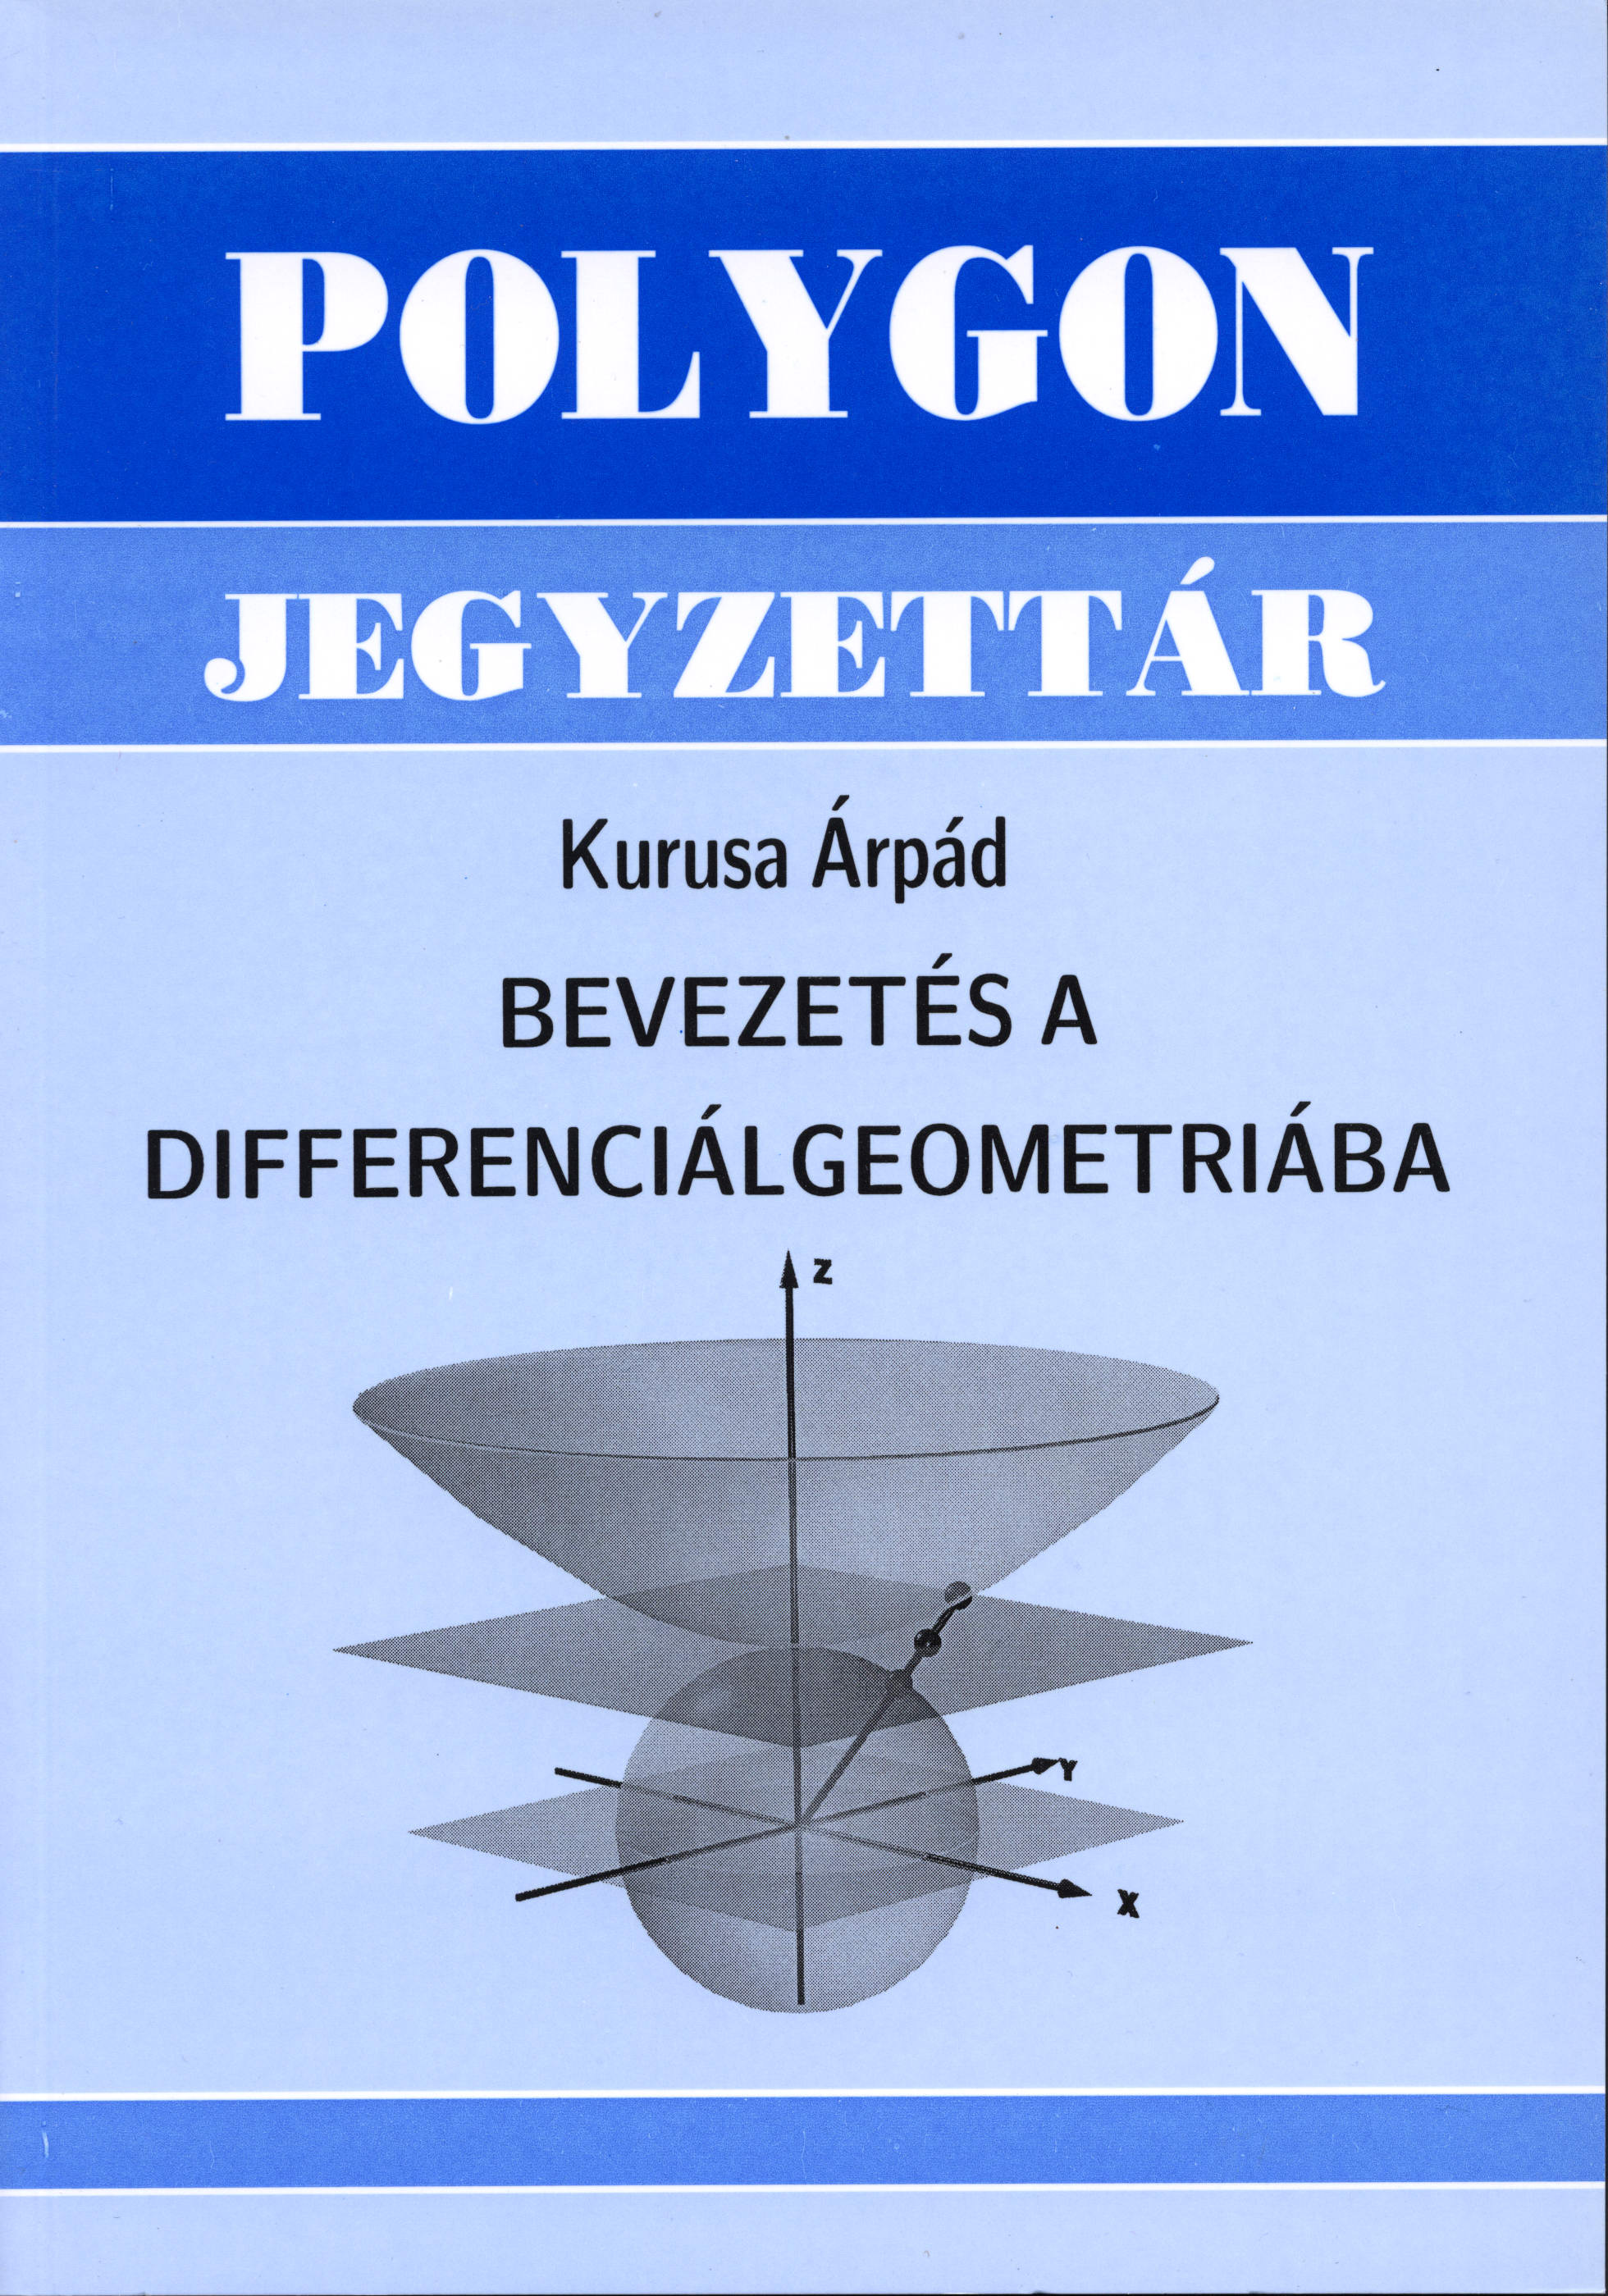 POLYGON
JEGYZETTÁR
Kurusa Árpád
BEVEZETÉS A
DIFFERENCIÁLGEOMETRIÁBA
Z
Y
X